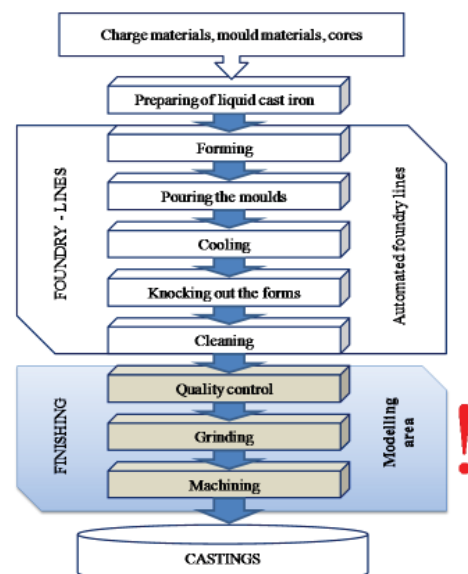 Charge materials, mould materials, cores
Preparing of liquid cast iron
Forming
Pouring the moulds
Cooling
Knocking out the forms
Cleaning
FOUNDRY - LINES
Automated foundry lines
Quality control
Grinding
Machining
FINISHING
Modelling
area
!
CASTINGS